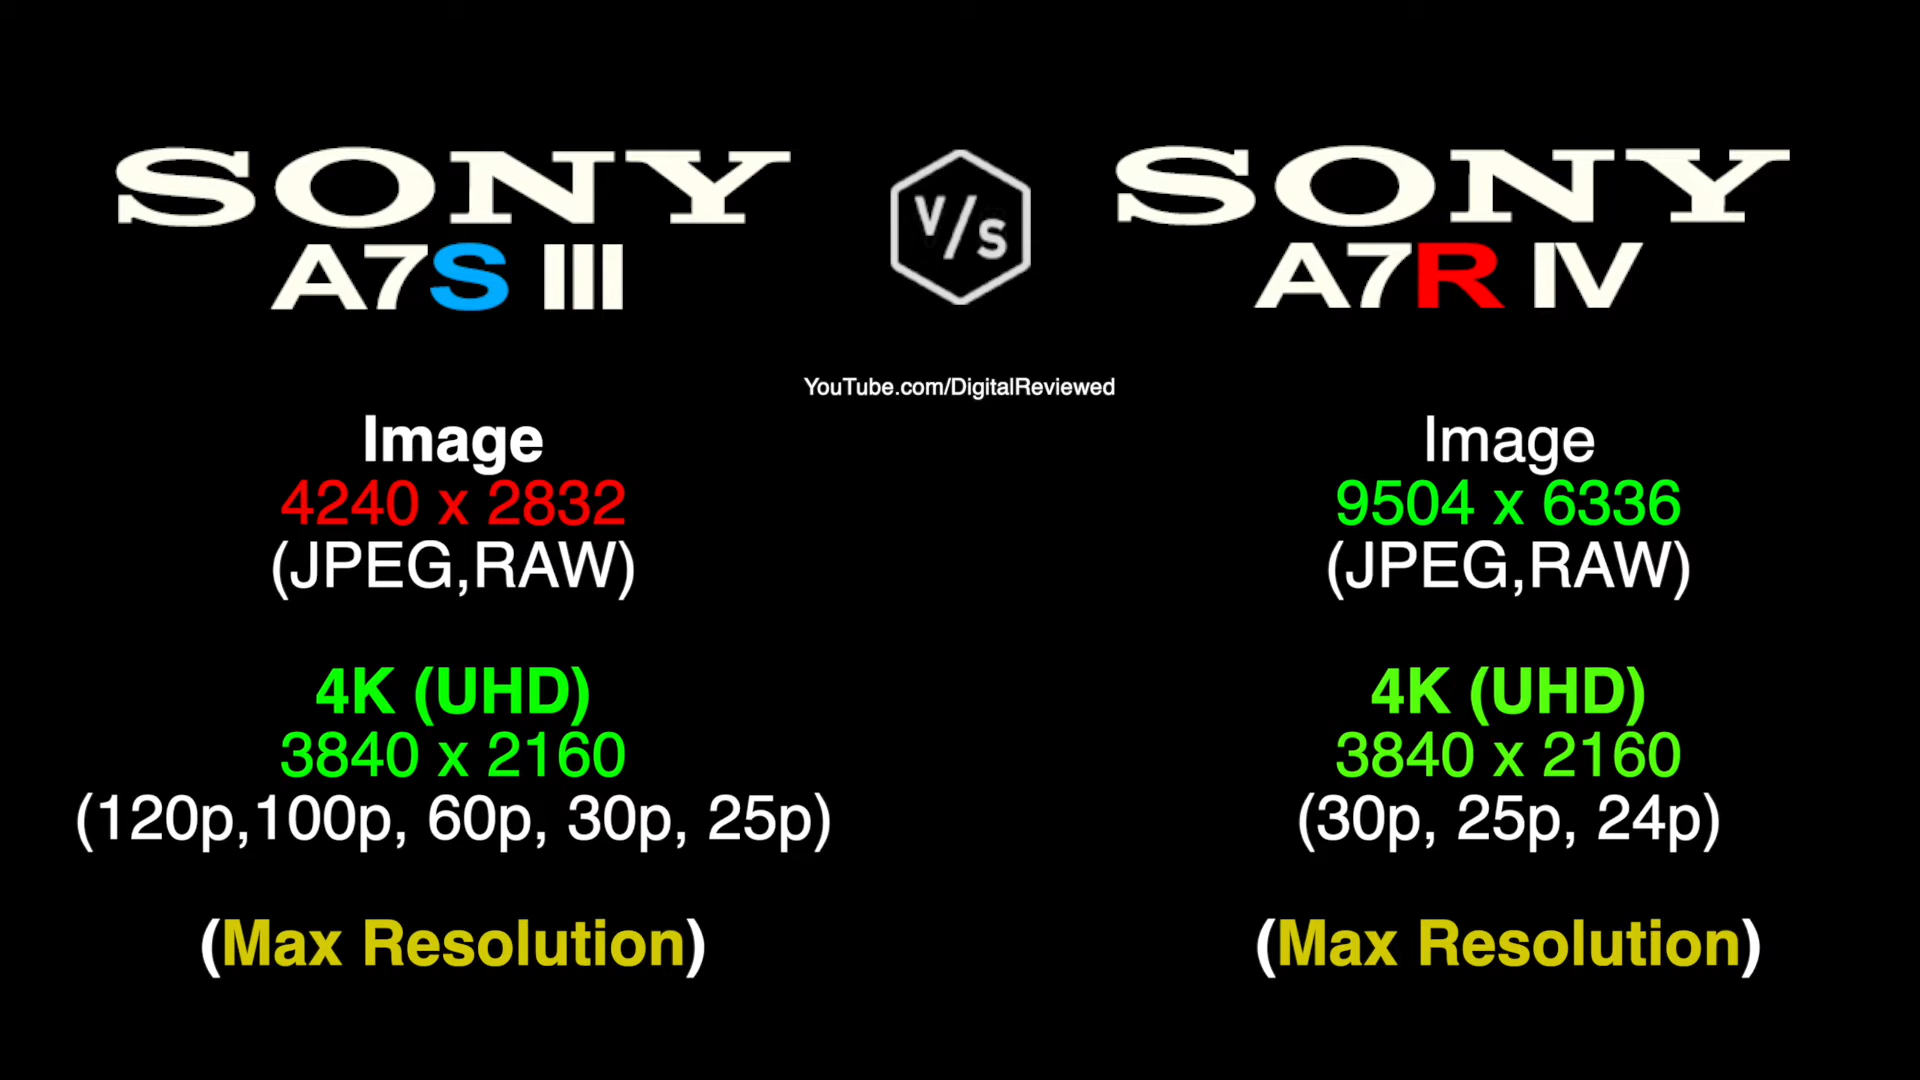 SONY
A7S III
V/S
SONY
A7R IV
YouTube.com/DigitalReviewed
Image
4240 x 2832
(JPEG,RAW)
4K (UHD)
3840 x 2160
(120p,100p, 60p, 30p, 25p)
(Max Resolution)
Image
9504 x 6336
(JPEG,RAW)
4K (UHD)
3840 x 2160
(30p, 25p, 24p)
(Max Resolution)